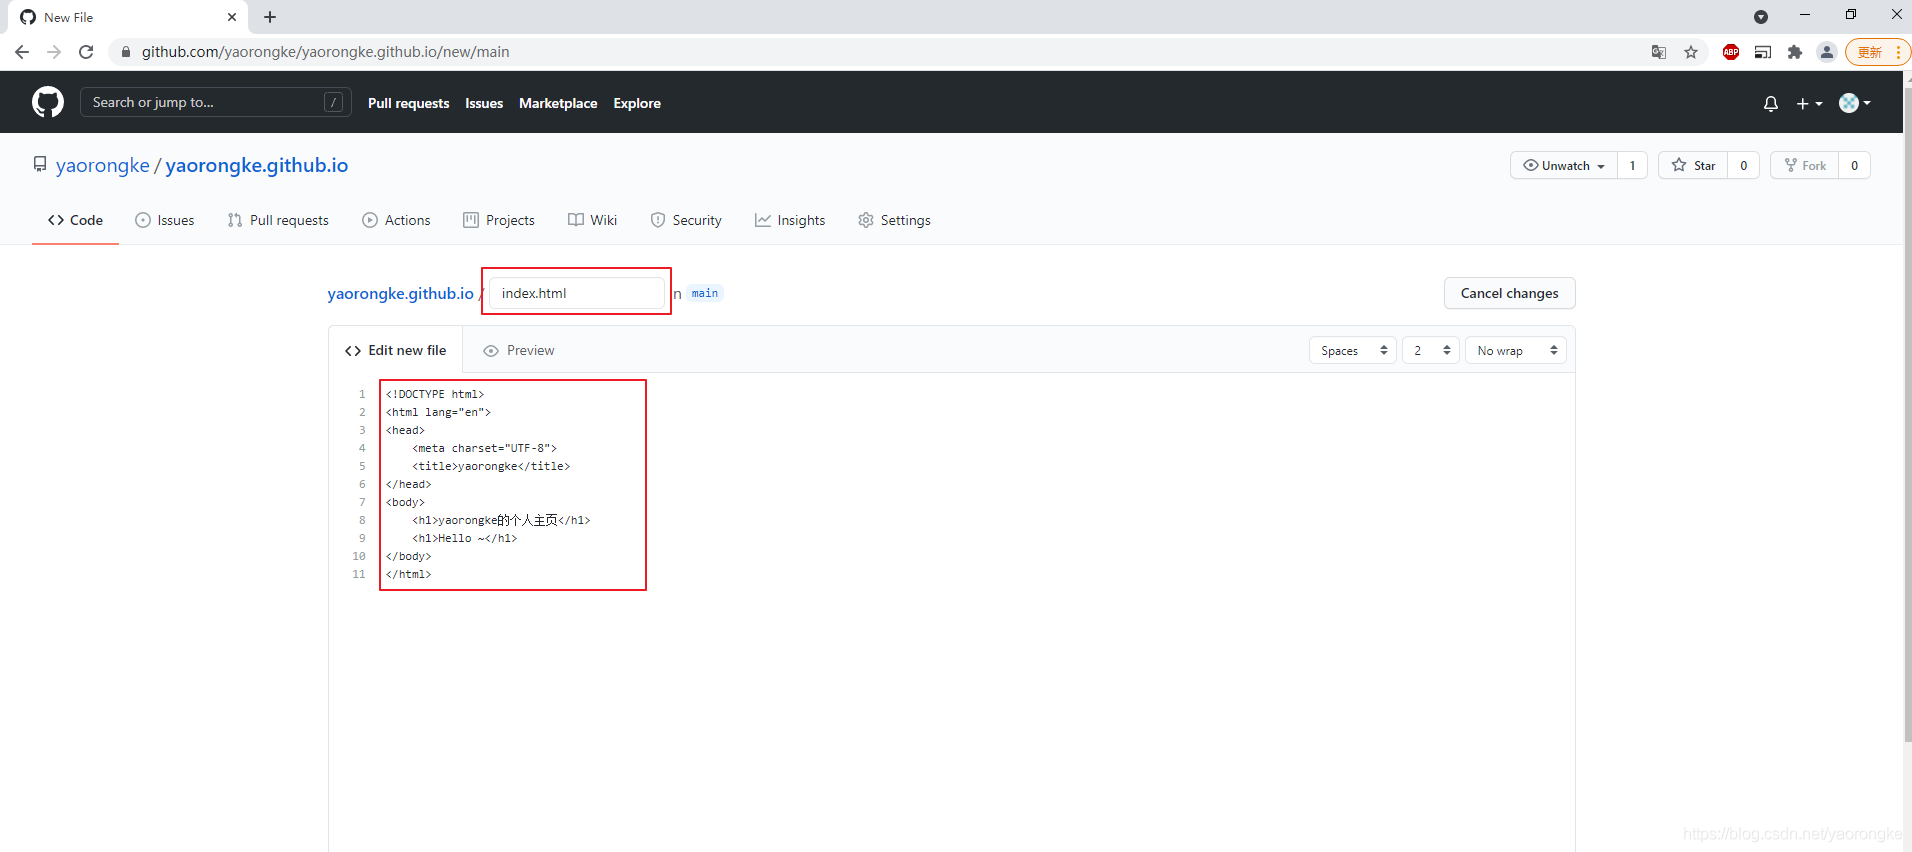 New File
github.com/yaorongke/yaorongke.github.io/new/main
ABP
更新
Search or jump to...
/
Pull requests
Issues
Marketplace
Explore
yaorongke / yaorongke.github.io
Unwatch
1
Star
0
Fork
0
Code
Issues
Pull requests
Actions
Projects
Wiki
Security
Insights
Settings
yaorongke.github.io /
index.html
n
main
Cancel changes
Edit new file
Preview
Spaces
2
No wrap
1 <!DOCTYPE html>
2 <html lang="en">
3 <head>
4     <meta charset="UTF-8">
5     <title>yaorongke</title>
6 </head>
7 <body>
8     <h1>yaorongke的个人主页</h1>
9     <h1>Hello ~</h1>
10 </body>
11 </html>
https://blog.csdn.net/yaorongke